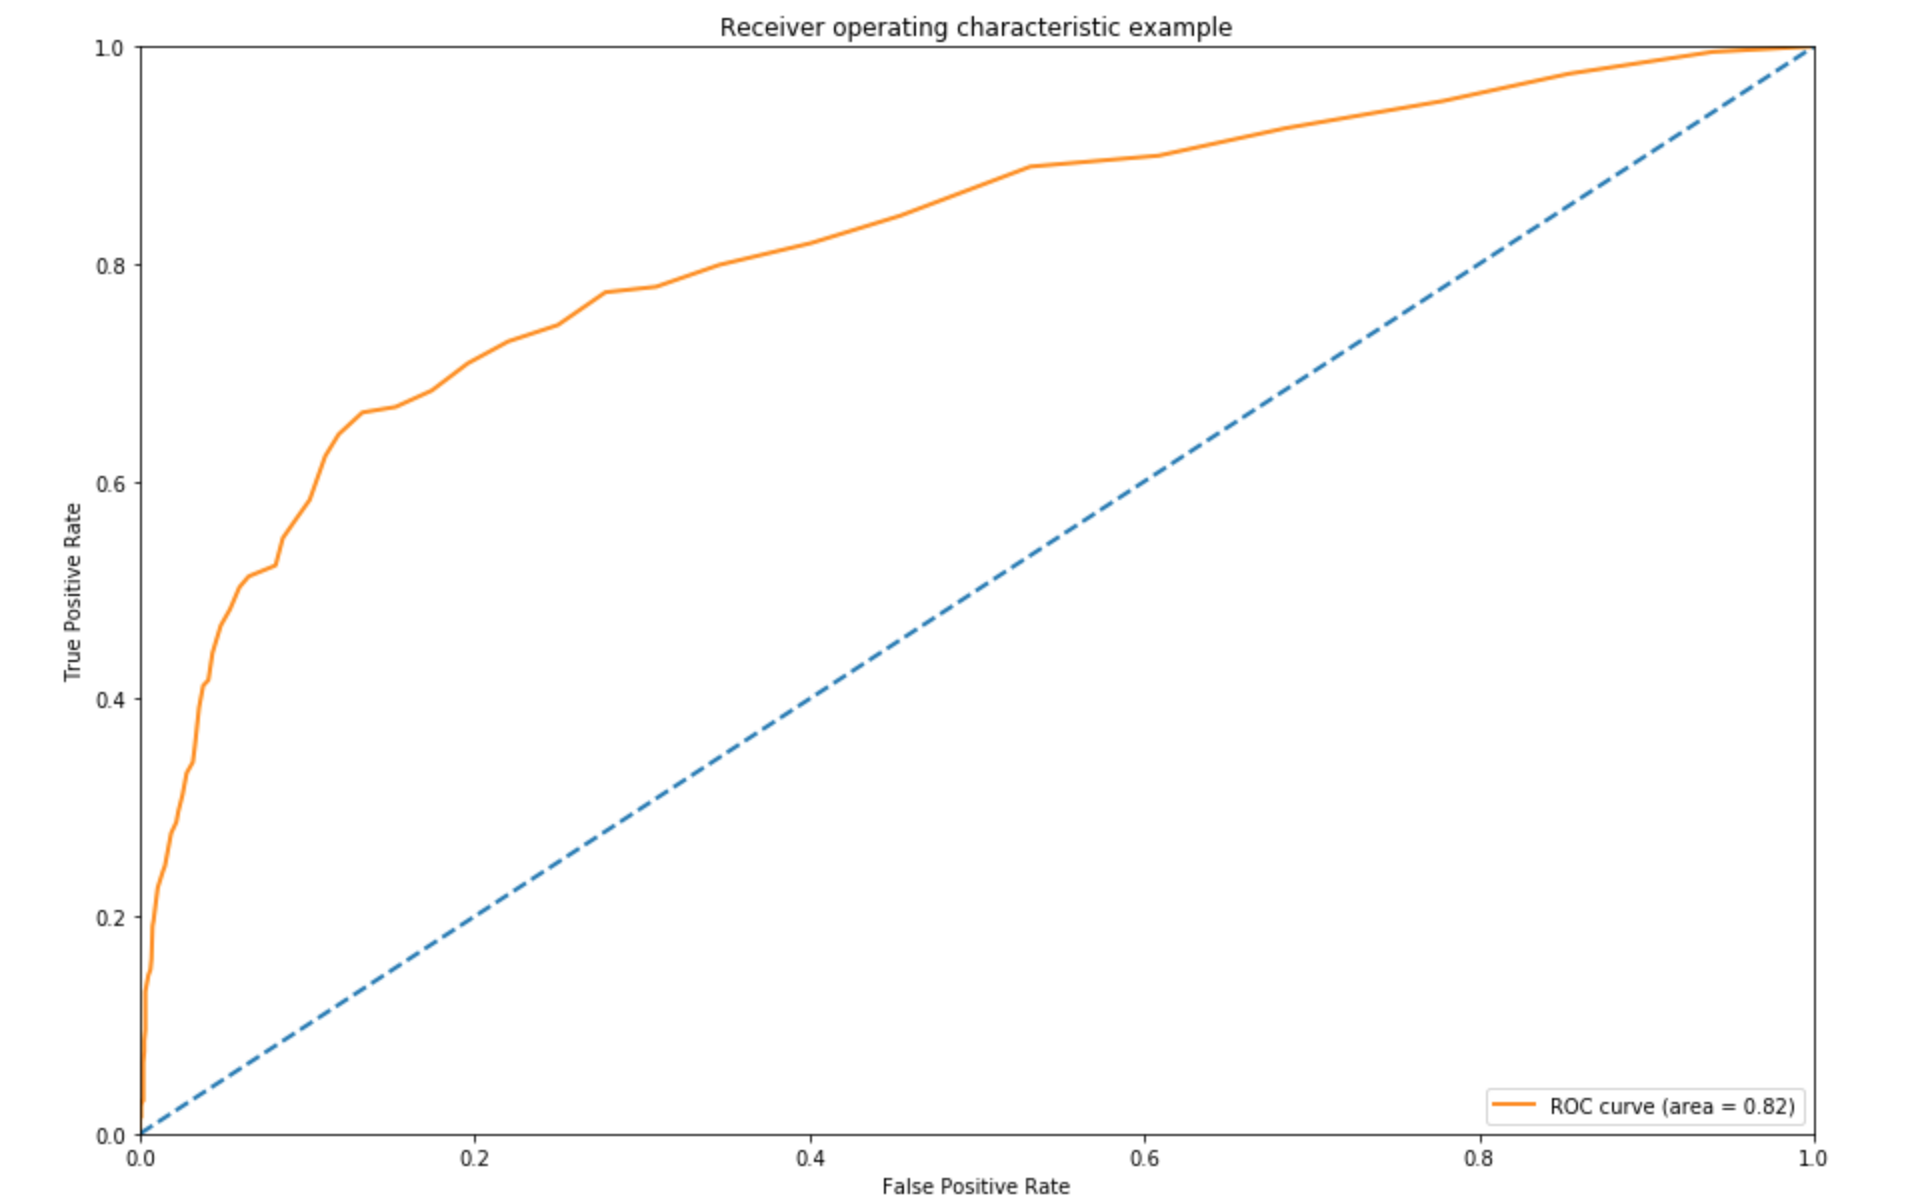 Receiver operating characteristic example
1.0
0.8
0.6
0.4
0.2
0.0
True Positive Rate
ROC curve (area = 0.82)
0.0 0.2 0.4 0.6 0.8 1.0
False Positive Rate